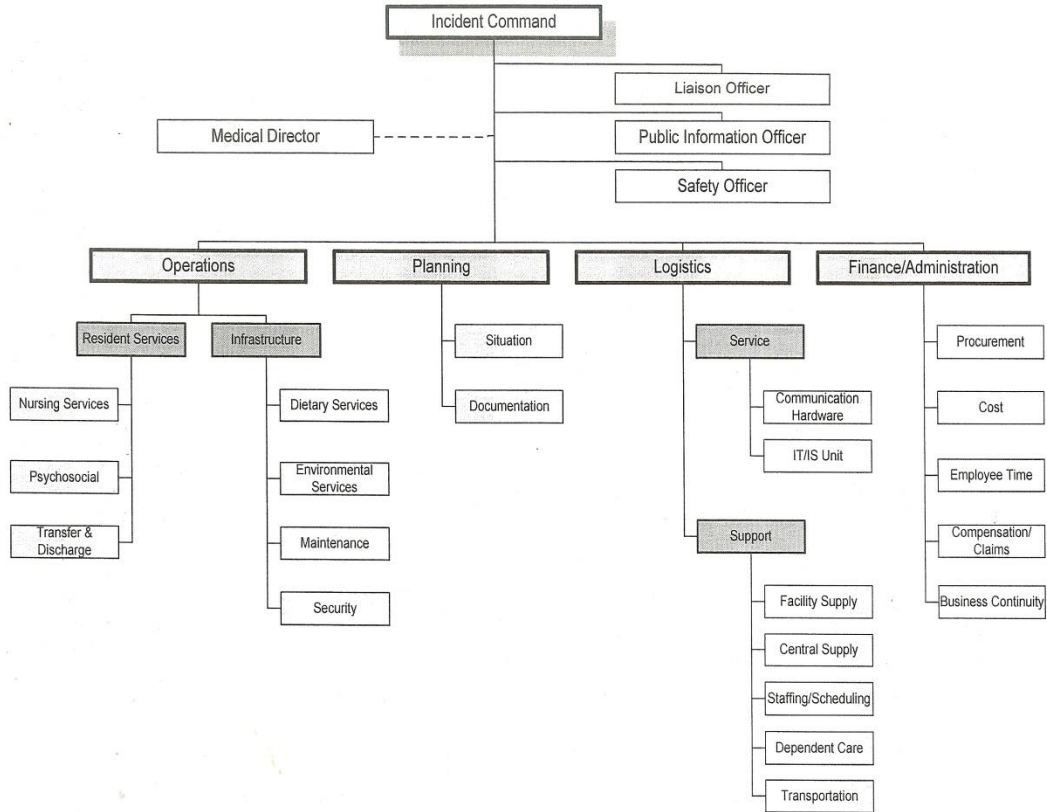 Incident Command
Liaison Officer
Medical Director
Public Information Officer
Safety Officer
Operations
Planning
Logistics
Finance/Administration
Resident Services
Infrastructure
Situation
Service
Procurement
Nursing Services
Dietary Services
Documentation
Communication
Hardware
Cost
IT/IS Unit
Psychosocial
Environmental
Services
Employee Time
Transfer &
Discharge
Maintenance
Support
Compensation/
Claims
Security
Facility Supply
Business Continuity
Central Supply
Staffing/Scheduling
Dependent Care
Transportation